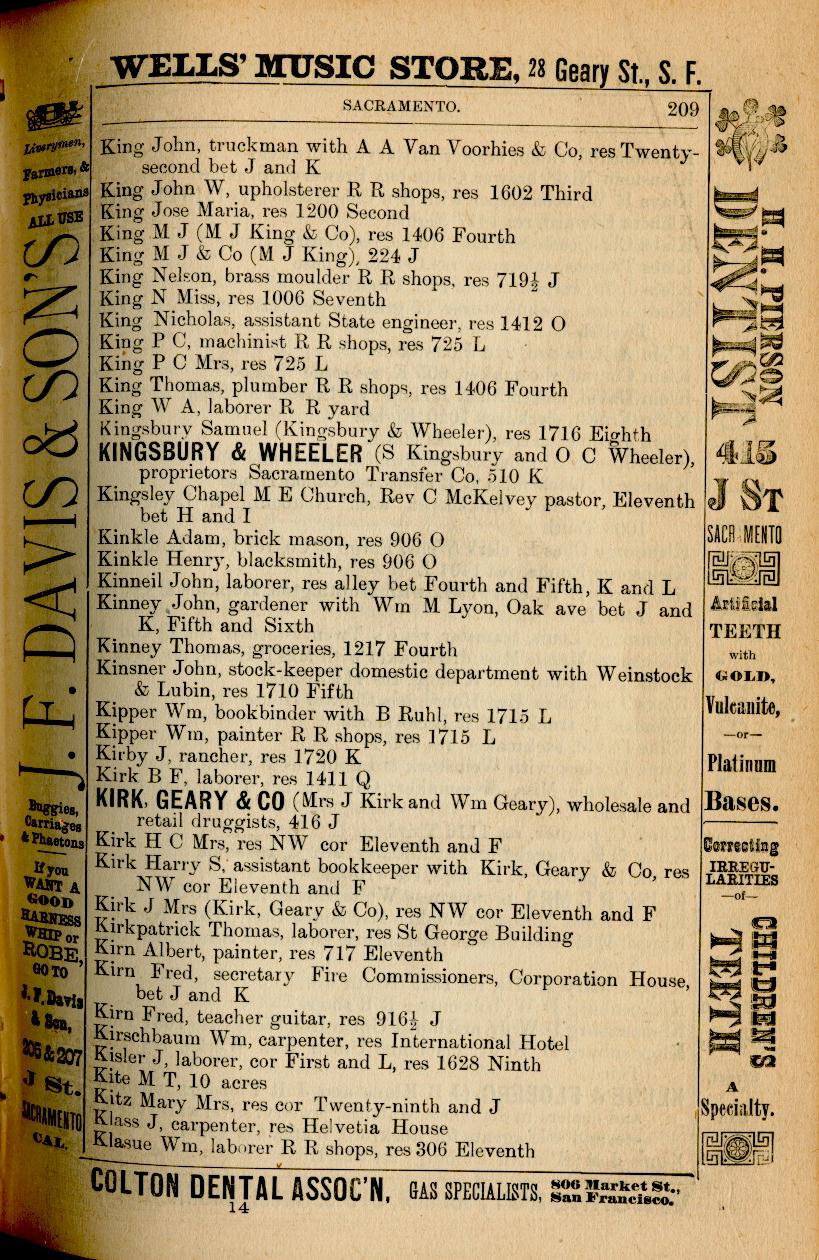 WELLS' MUSIC STORE, 28 Geary St., S. F.
SACRAMENTO. 209
King John, truckman with A A Van Voorhies & Co, res Twenty-
second bet J and K
King John W, upholsterer R R shops, res 1602 Third
King Jose Maria, res 1200 Second
King M J (M J King & Co), res 1406 Fourth
King M J & Co (M J King), 224 J
King Nelson, brass moulder R R shops, res 719½ J
King N Miss, res 1006 Seventh
King Nicholas, assistant State engineer, res 1412 O
King P C, machinist R R shops, res 725 L
King P C Mrs, res 725 L
King Thomas, plumber R R shops, res 1406 Fourth
King W A, laborer R R yard
Kingsbury Samuel (Kingsbury & Wheeler), res 1716 Eighth
KINGSBURY & WHEELER (S Kingsbury and O C Wheeler),
proprietors Sacramento Transfer Co, 510 K
Kingsley Chapel M E Church, Rev C McKelvey pastor, Eleventh
bet H and I
Kinkle Adam, brick mason, res 906 O
Kinkle Henry, blacksmith, res 906 O
Kinneil John, laborer, res alley bet Fourth and Fifth, K and L
Kinney John, gardener with Wm M Lyon, Oak ave bet J and
K, Fifth and Sixth
Kinney Thomas, groceries, 1217 Fourth
Kinsner John, stock-keeper domestic department with Weinstock
& Lubin, res 1710 Fifth
Kipper Wm, bookbinder with B Ruhl, res 1715 L
Kipper Wm, painter R R shops, res 1715 L
Kirby J, rancher, res 1720 K
Kirk B F, laborer, res 1411 Q
KIRK, GEARY & CO (Mrs J Kirk and Wm Geary), wholesale and
retail druggists, 416 J
Kirk H C Mrs, res NW cor Eleventh and F
Kirk Harry S, assistant bookkeeper with Kirk, Geary & Co, res
NW cor Eleventh and F
Kirk J Mrs (Kirk, Geary & Co), res NW cor Eleventh and F
Kirkpatrick Thomas, laborer, res St George Building
Kirn Albert, painter, res 717 Eleventh
Kirn Fred, secretary Fire Commissioners, Corporation House,
bet J and K
Kirn Fred, teacher guitar, res 916½ J
Kirschbaum Wm, carpenter, res International Hotel
Kisler J, laborer, cor First and L, res 1628 Ninth
Kite M T, 10 acres
Kitz Mary Mrs, res cor Twenty-ninth and J
Klass J, carpenter, res Helvetia House
Klasue Wm, laborer R R shops, res 306 Eleventh
Liverymen,
Farmers, &
Physicians
ALL USE
J. F. DAVIS & SON'S
Buggies,
Carriages
& Phaetons
If you
WANT A
GOOD
HARNESS
WHIP or
ROBE,
GO TO
J. F. Davis
& Son,
205 & 207
J St.
SACRAMENTO
CAL.
H. H. PIERSON
DENTIST
415
J ST
SACRAMENTO
Artificial
TEETH
with
GOLD,
Vulcanite,
—or—
Platinum
Bases.
Correcting
IRREGU-
LARITIES
—of—
CHILDREN'S
TEETH
A
Specialty.
COLTON DENTAL ASSOC'N, GAS SPECIALISTS, 806 Market St., San Francisco.
14